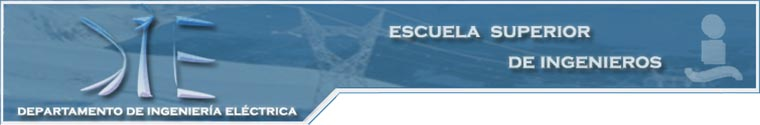 DIE
DEPARTAMENTO DE INGENIERÍA ELÉCTRICA
ESCUELA SUPERIOR
DE INGENIEROS